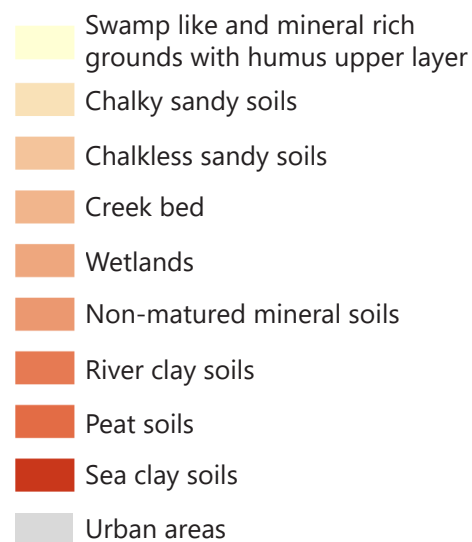 Swamp like and mineral rich
grounds with humus upper layer
Chalky sandy soils
Chalkless sandy soils
Creek bed
Wetlands
Non-matured mineral soils
River clay soils
Peat soils
Sea clay soils
Urban areas